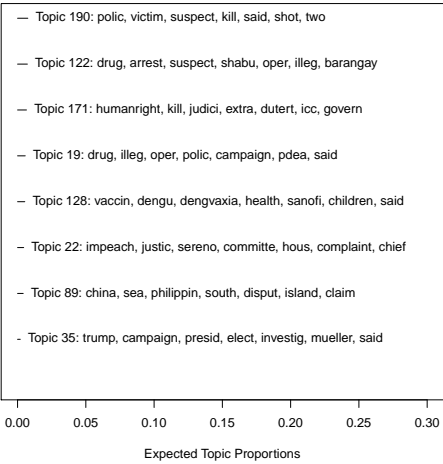 Topic 190: polic, victim, suspect, kill, said, shot, two
Topic 122: drug, arrest, suspect, shabu, oper, illeg, barangay
Topic 171: humanright, kill, judici, extra, dutert, icc, govern
Topic 19: drug, illeg, oper, polic, campaign, pdea, said
Topic 128: vaccin, dengu, dengvaxia, health, sanofi, children, said
Topic 22: impeach, justic, sereno, committe, hous, complaint, chief
Topic 89: china, sea, philippin, south, disput, island, claim
Topic 35: trump, campaign, presid, elect, investig, mueller, said
0.00 0.05 0.10 0.15 0.20 0.25 0.30
Expected Topic Proportions